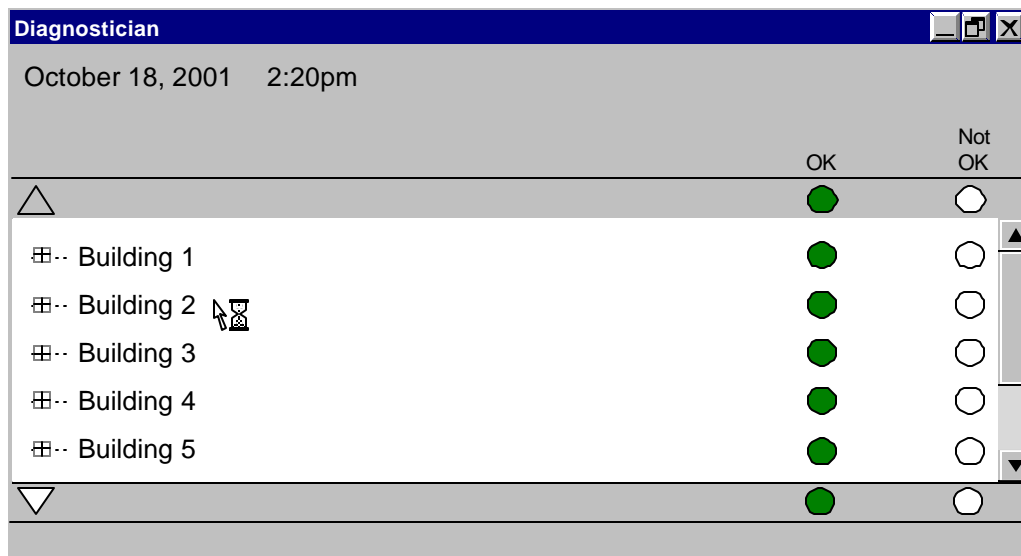 Diagnostician
October 18, 2001 2:20pm
Not
OK OK
Building 1
Building 2
Building 3
Building 4
Building 5